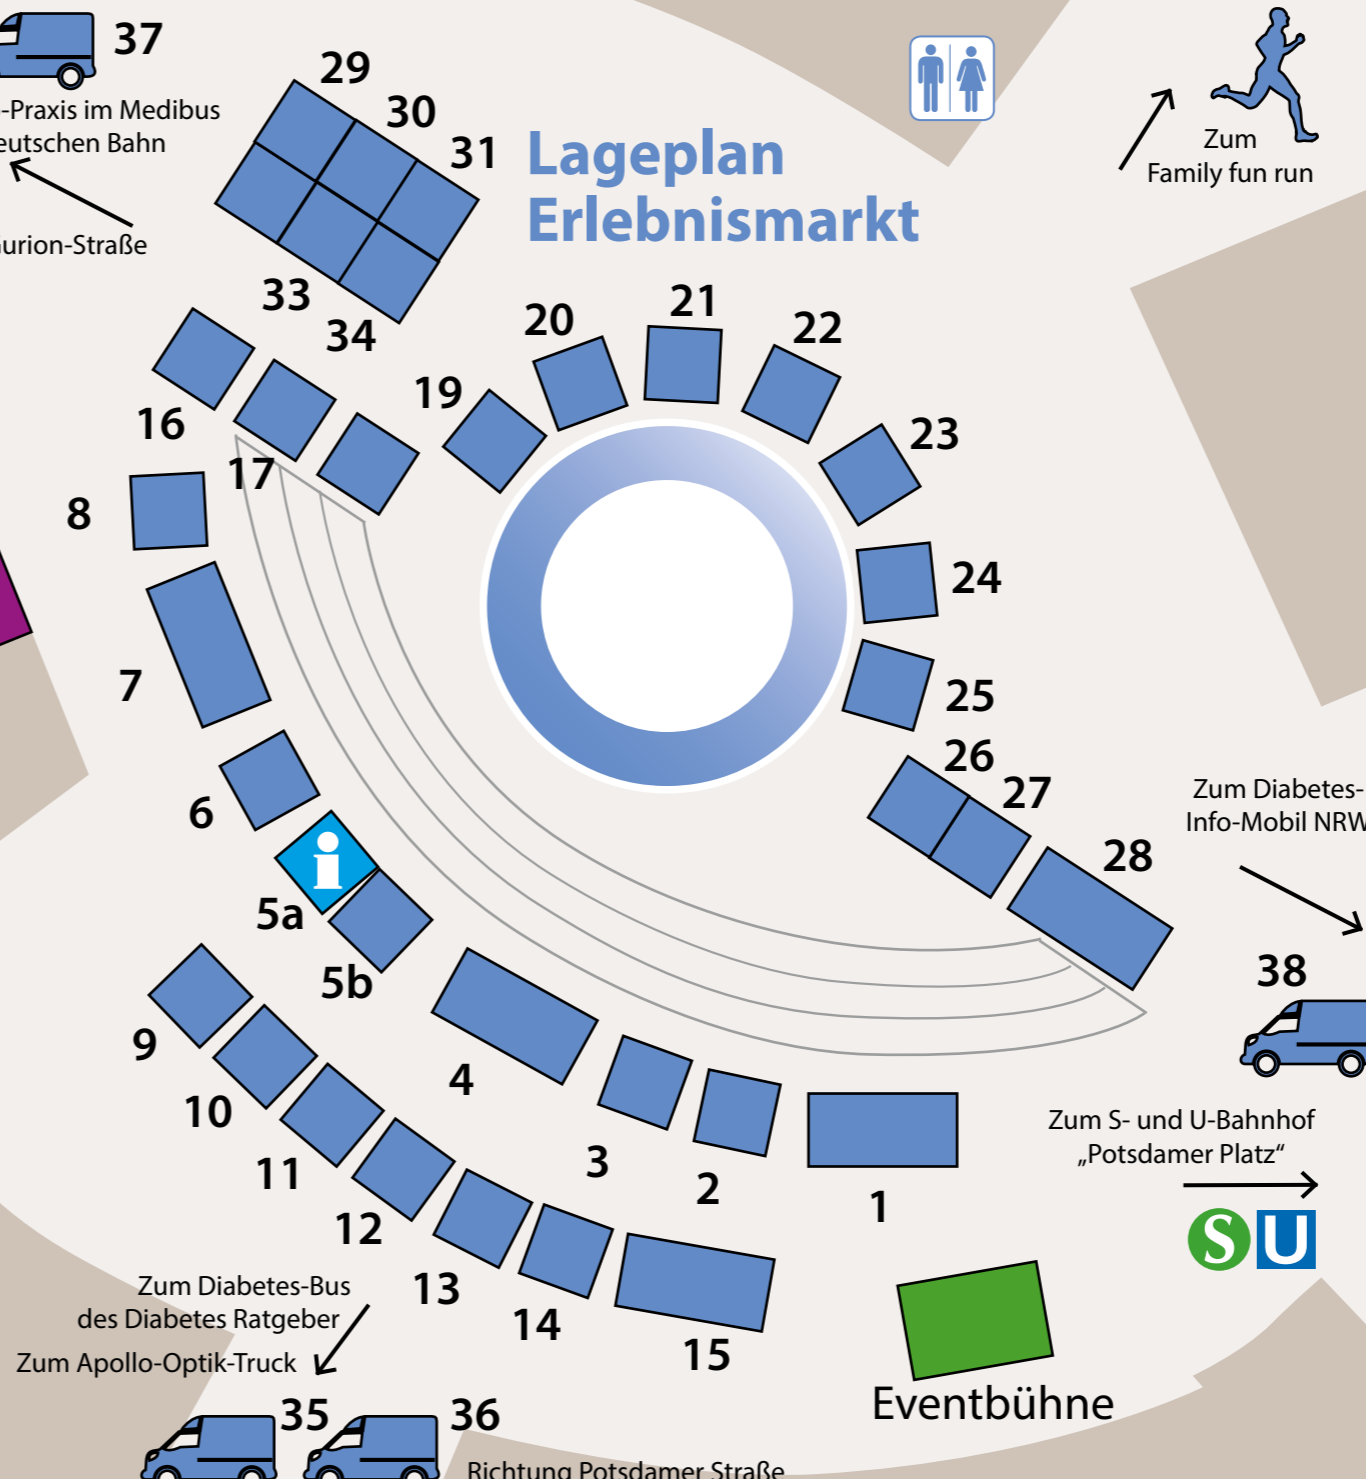 37
-Praxis im Medibus
eutschen Bahn
urion-Straße
29
30
31
Lageplan
Erlebnismarkt
Zum
Family fun run
33
34
20
21
22
19
23
16
17
8
24
7
25
26
27
28
Zum Diabetes-
Info-Mobil NRW
6
5a
5b
38
9
4
10
11
3
2
1
12
13
14
15
Zum S- und U-Bahnhof
„Potsdamer Platz“
S U
Zum Diabetes-Bus
des Diabetes Ratgeber
Zum Apollo-Optik-Truck
35
36
Eventbühne
Richtung Potsdamer Straße